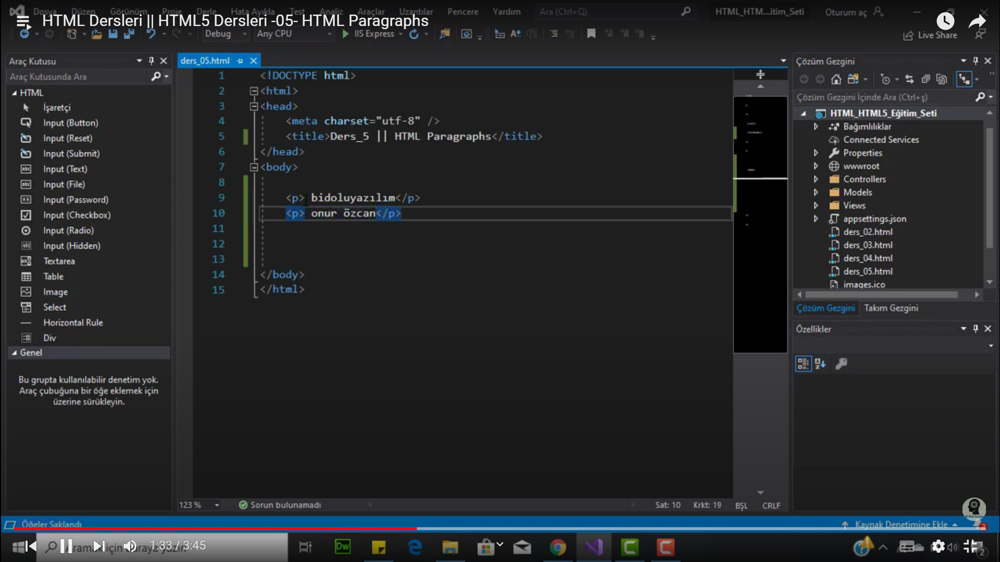 Dosya Düzen Görünüm Proje Derle Hata Ayıkla Test Analiz Araçlar Uzantılar Pencere Yardım Ara (Ctrl+Q) HTML_HTM...itim_Seti Oturum aç
HTML Dersleri || HTML5 Dersleri -05- HTML Paragraphs
Debug Any CPU IIS Express Live Share
Araç Kutusu
Araç Kutusunda Ara
HTML
İşaretçi
Input (Button)
Input (Reset)
Input (Submit)
Input (Text)
Input (File)
Input (Password)
Input (Checkbox)
Input (Radio)
Input (Hidden)
Textarea
Table
Image
Select
Horizontal Rule
Div
Genel
Bu grupta kullanılabilir denetim yok.
Araç çubuğuna bir öğe eklemek için
üzerine sürükleyin.
ders_05.html
1 <!DOCTYPE html>
2 <html>
3 <head>
4 <meta charset="utf-8" />
5 <title>Ders_5 || HTML Paragraphs</title>
6 </head>
7 <body>
8
9 <p> bidoluyazılım</p>
10 <p> onur özcan</p>
11
12
13
14 </body>
15 </html>
123 % Sorun bulunamadı Sat: 10 Krkt: 19 BŞL CRLF
Çözüm Gezgini
Çözüm Gezgini İçinde Ara (Ctrl+ş)
HTML_HTML5_Eğitim_Seti
Bağımlılıklar
Connected Services
Properties
wwwroot
Controllers
Models
Views
appsettings.json
ders_02.html
ders_03.html
ders_04.html
ders_05.html
images.ico
Çözüm Gezgini Takım Gezgini
Özellikler
Öğeler Saklandı Kaynak Denetimine Ekle 2
Aramak için buraya yazın
1:33 / 3:45
Dw
2